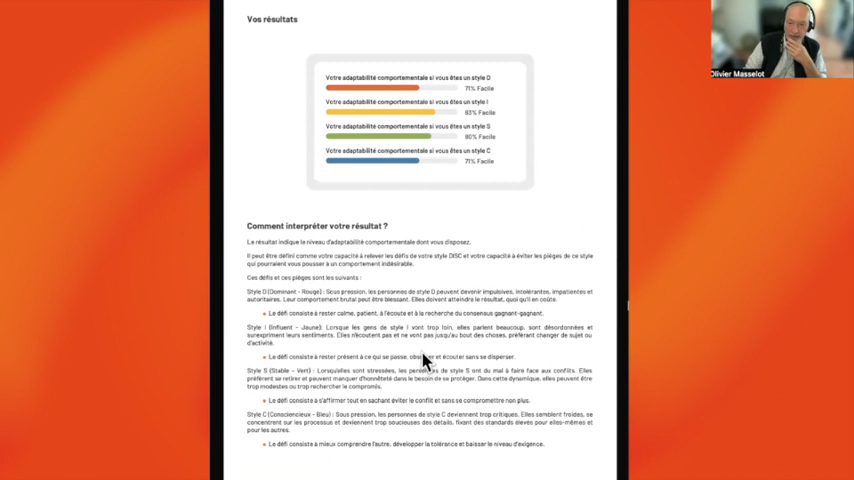 Vos résultats
Olivier Masselot
Votre adaptabilité comportementale si vous êtes un style D
71% Facile
Votre adaptabilité comportementale si vous êtes un style I
83% Facile
Votre adaptabilité comportementale si vous êtes un style S
80% Facile
Votre adaptabilité comportementale si vous êtes un style C
71% Facile
Comment interpréter votre résultat ?
Le résultat indique le niveau d'adaptabilité comportementale dont vous disposez.
Il peut être défini comme votre capacité à relever les défis de votre style DISC et votre capacité à éviter les pièges de ce style
qui pourraient vous pousser à un comportement indésirable.
Ces défis et ces pièges sont les suivants :
Style D (Dominant - Rouge) : Sous pression, les personnes de style D peuvent devenir impulsives, intolérantes, impatientes et
autoritaires. Leur comportement brutal peut être blessant. Elles doivent atteindre le résultat, quoi qu'il en coûte.
Le défi consiste à rester calme, patient, à l'écoute et à la recherche du consensus gagnant-gagnant.
Style I (Influent - Jaune): Lorsque les gens de style I vont trop loin, elles parlent beaucoup, sont désordonnées et
surexpriment leurs sentiments. Elles n'écoutent pas et ne vont pas jusqu'au bout des choses, préférant changer de sujet ou
d'activité.
Le défi consiste à rester présent à ce qui se passe, et écouter sans se disperser.
Style S (Stable - Vert) : Lorsqu'elles sont stressées, les de style S ont du mal à faire face aux conflits. Elles
préfèrent se retirer et peuvent manquer d'honnêteté dans le besoin de se protéger. Dans cette dynamique, elles peuvent être
trop modestes ou trop rechercher le compromis.
Le défi consiste à s'affirmer tout en sachant éviter le conflit et sans se compromettre non plus.
Style C (Consciencieux - Bleu) : Sous pression, les personnes de style C deviennent trop critiques. Elles semblent froides, se
concentrent sur les processus et deviennent trop soucieuses des détails, fixant des standards élevés pour elles-mêmes et
pour les autres.
Le défi consiste à mieux comprendre l'autre, développer la tolérance et baisser le niveau d'exigence.